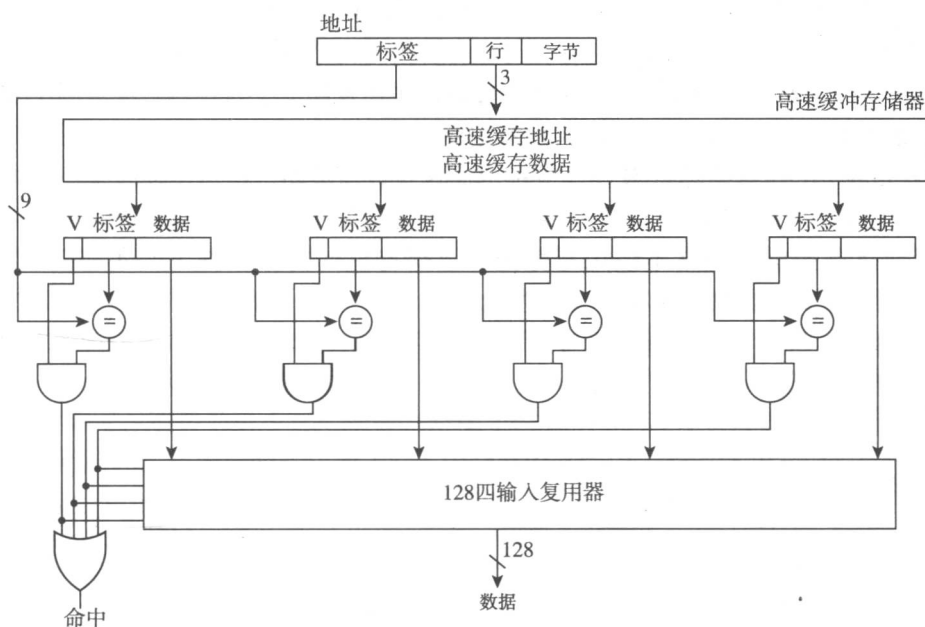 地址
标签 行 字节
3
高速缓冲存储器
高速缓存地址
高速缓存数据
9
V 标签 数据 V 标签 数据 V 标签 数据 V 标签 数据
= = = =
128四输入复用器
128
数据
命中